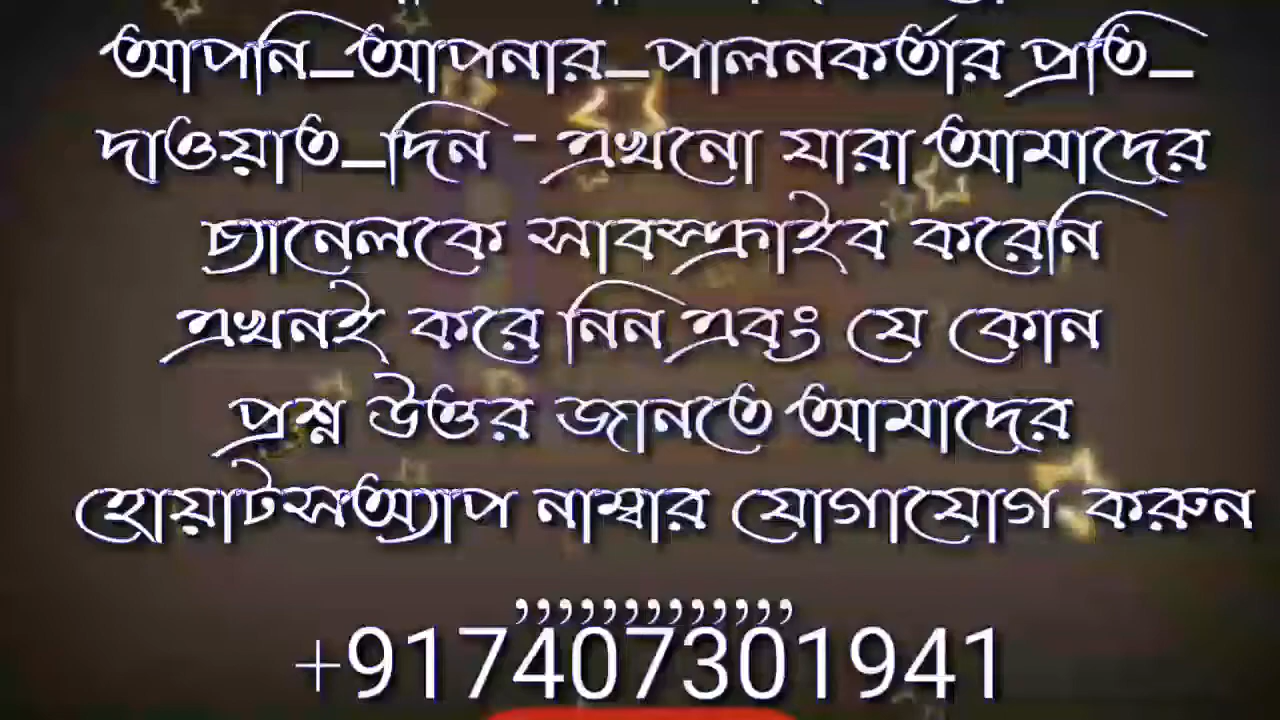 আপনি_আপনার_পালনকর্তার প্রতি_
দাওয়াত_দিন - এখনো যারা আমাদের
চ্যানেলকে সাবস্ক্রাইব করেনি
এখনই করে নিন এবং যে কোন
প্রশ্ন উত্তর জানতে আমাদের
হোয়াটসঅ্যাপ নাম্বার যোগাযোগ করুন
,,,,,,,,,,,,,
+917407301941